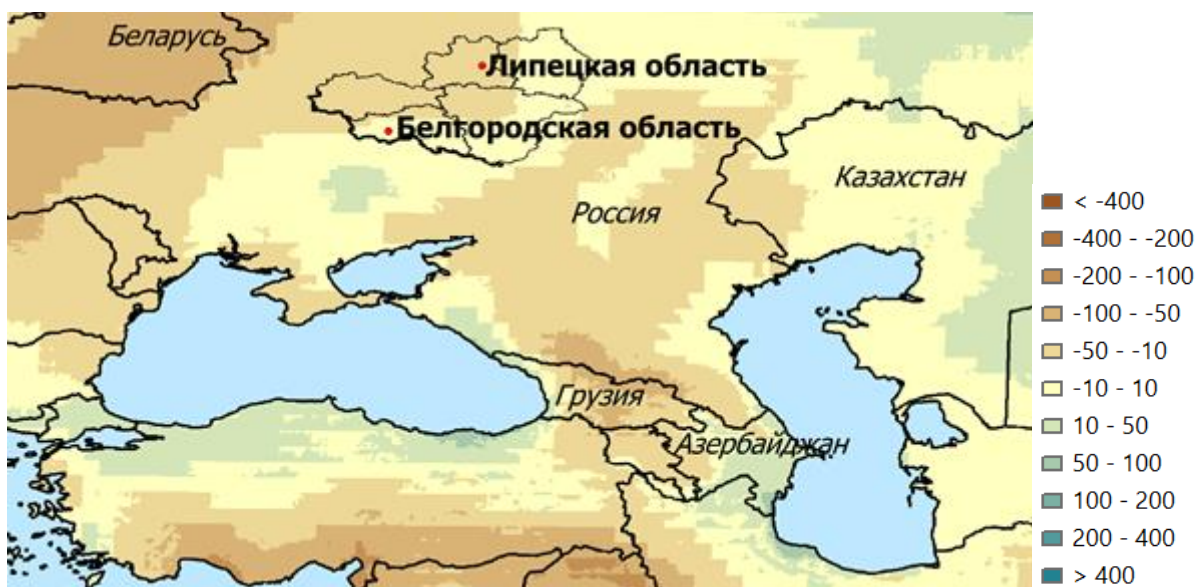 Беларусь
Липецкая область
Белгородская область
Казахстан
Россия
Грузия
Азербайджан
< -400
-400 - -200
-200 - -100
-100 - -50
-50 - -10
-10 - 10
10 - 50
50 - 100
100 - 200
200 - 400
> 400